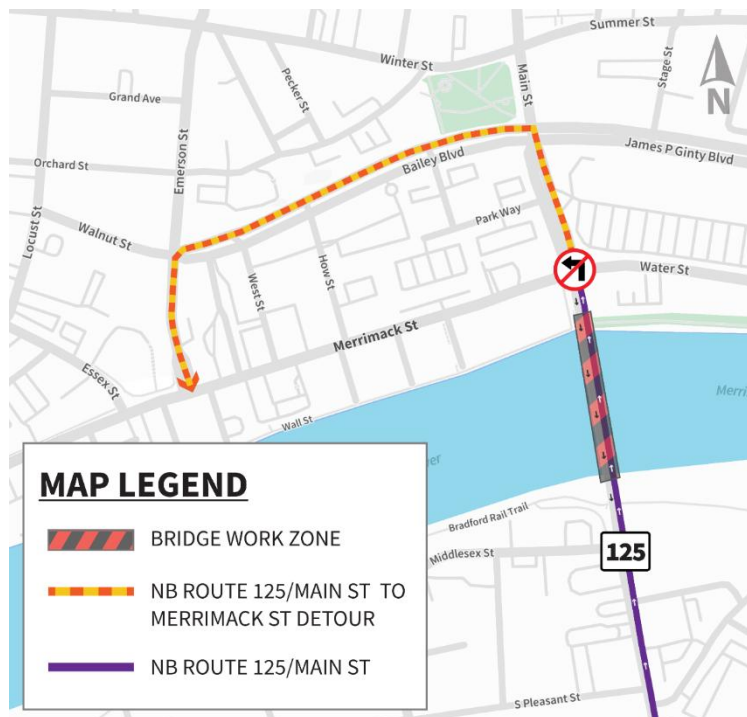 Summer St
Winter St
Main St
Stage St
Pecker St
Grand Ave
N
Emerson St
James P Ginty Blvd
Bailey Blvd
Orchard St
Locust St
Walnut St
Park Way
West St
How St
Water St
Merrimack St
Essex St
Wall St
Merri
ver
MAP LEGEND
BRIDGE WORK ZONE
NB ROUTE 125/MAIN ST TO
MERRIMACK ST DETOUR
NB ROUTE 125/MAIN ST
Bradford Rail Trail
Middlesex St
125
S Pleasant St